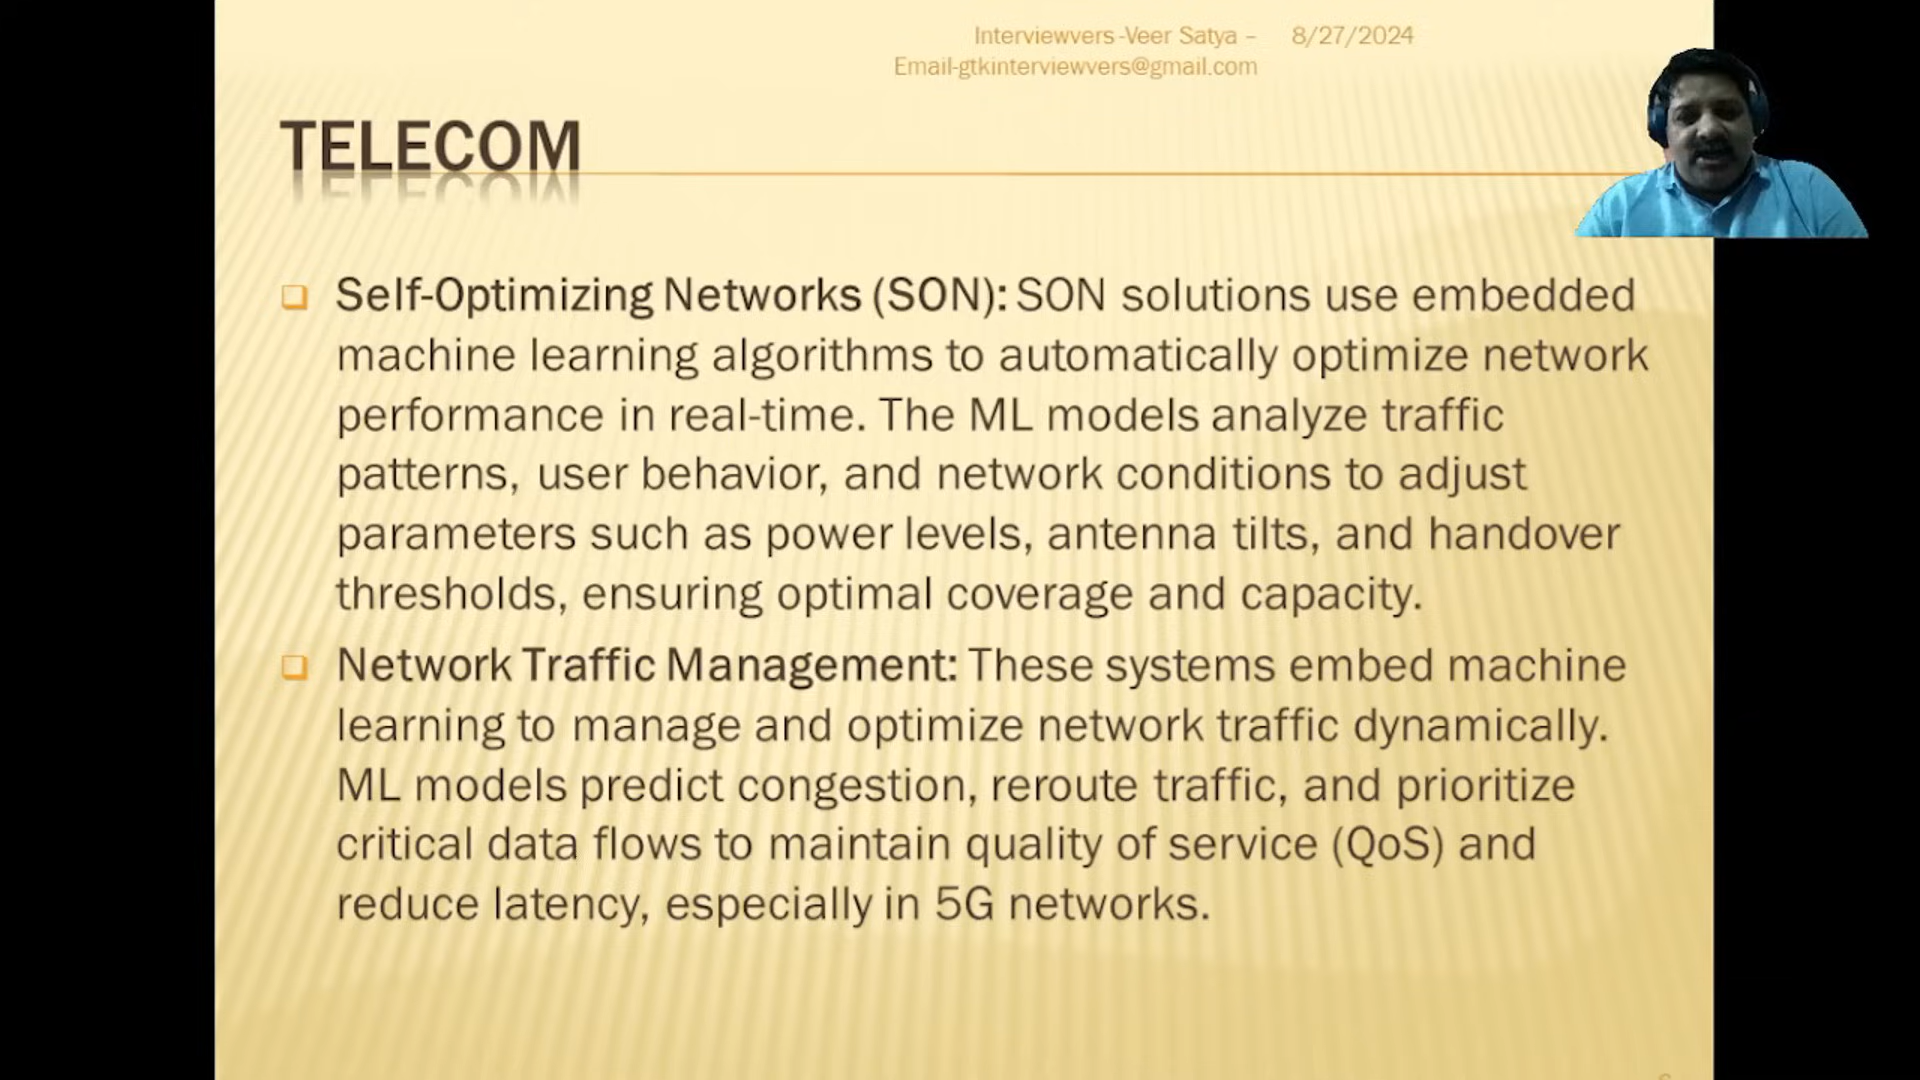 Interviewvers -Veer Satya – 8/27/2024
Email-gtkinterviewvers@gmail.com
TELECOM
Self-Optimizing Networks (SON): SON solutions use embedded
machine learning algorithms to automatically optimize network
performance in real-time. The ML models analyze traffic
patterns, user behavior, and network conditions to adjust
parameters such as power levels, antenna tilts, and handover
thresholds, ensuring optimal coverage and capacity.
Network Traffic Management: These systems embed machine
learning to manage and optimize network traffic dynamically.
ML models predict congestion, reroute traffic, and prioritize
critical data flows to maintain quality of service (QoS) and
reduce latency, especially in 5G networks.